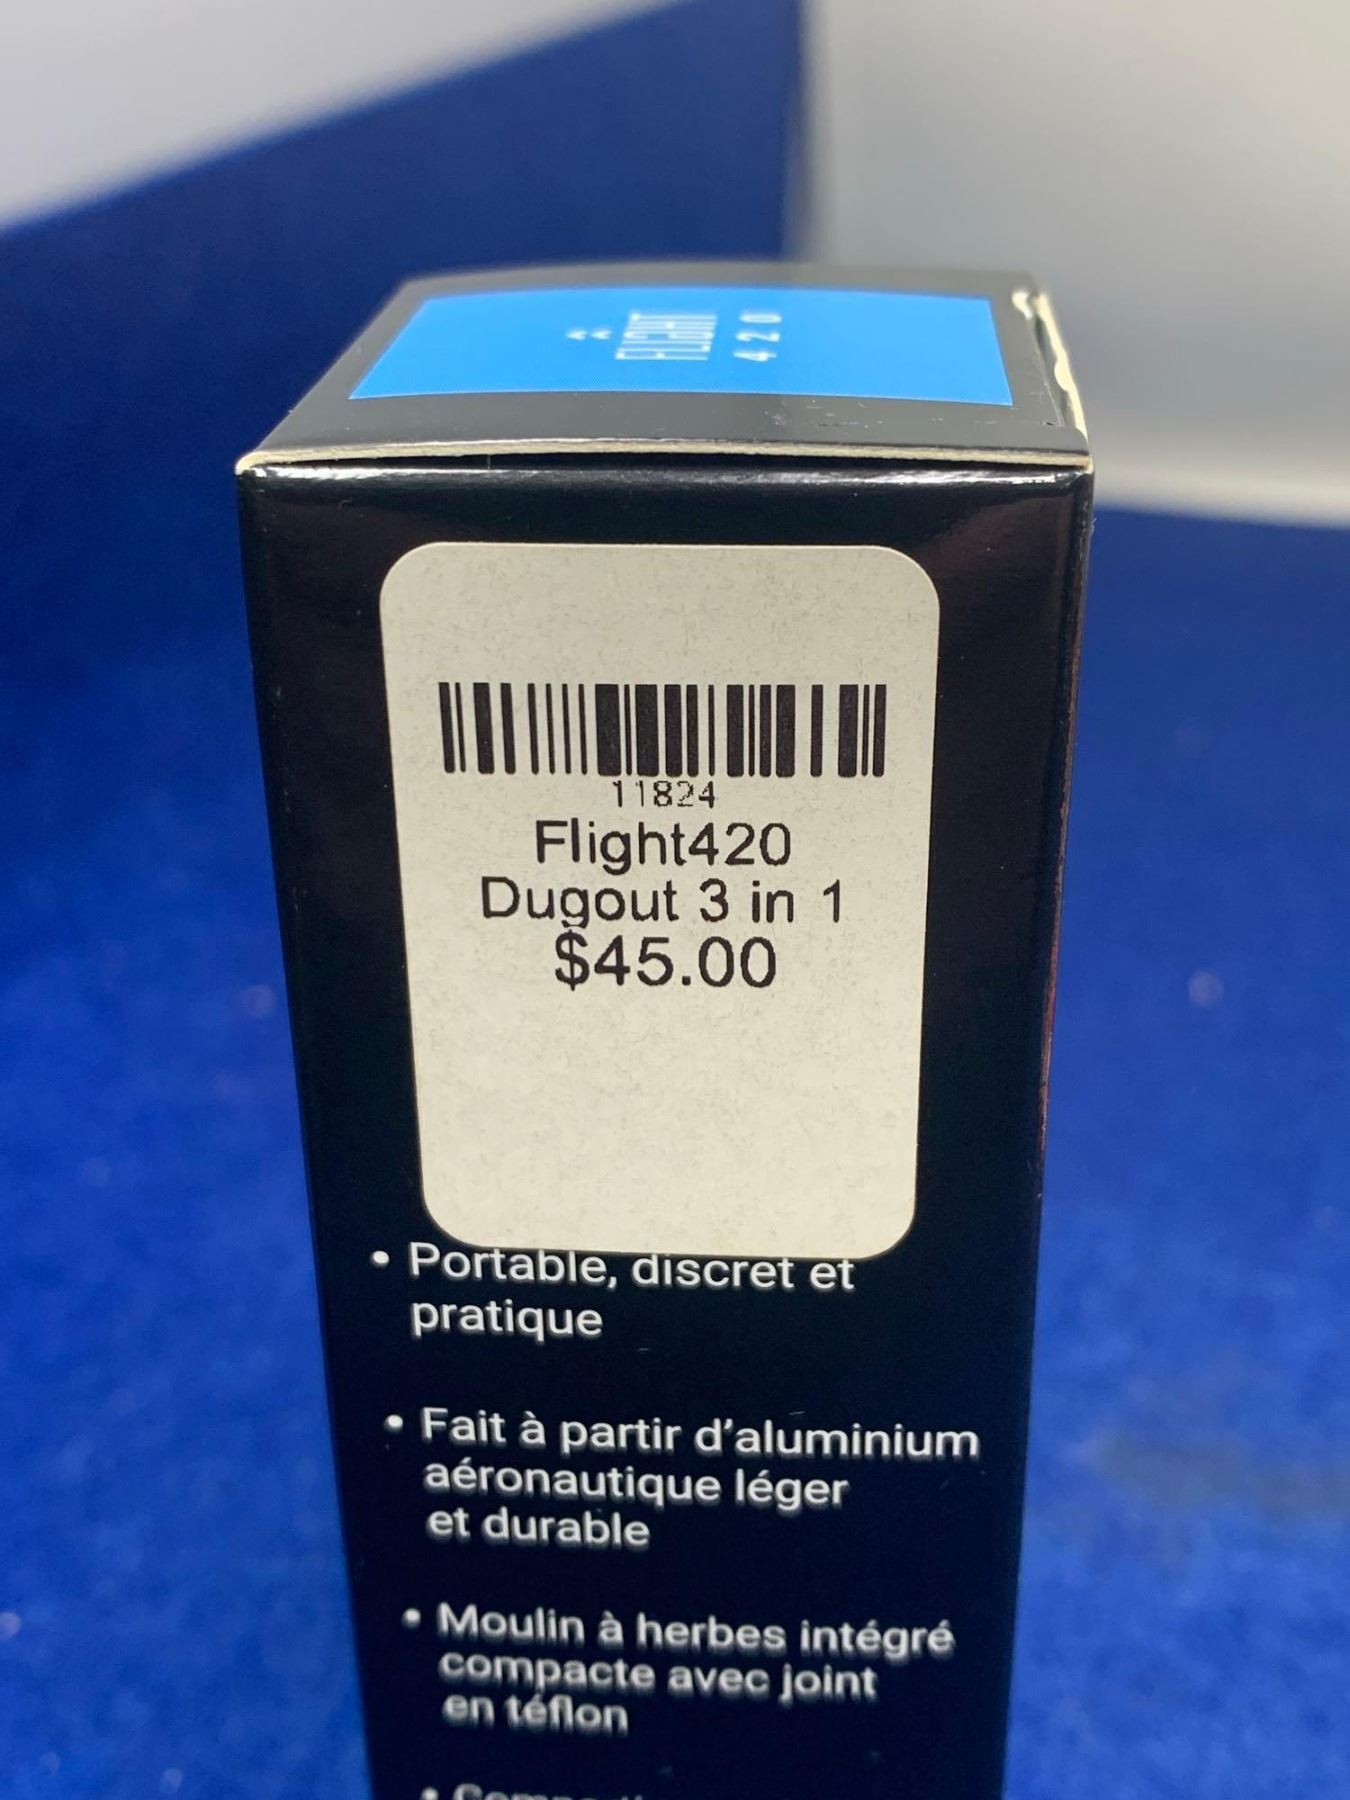 FLIGHT
420
11824
Flight420
Dugout 3 in 1
$45.00
• Portable, discret et
pratique
• Fait à partir d'aluminium
aéronautique léger
et durable
• Moulin à herbes intégré
compacte avec joint
en téflon